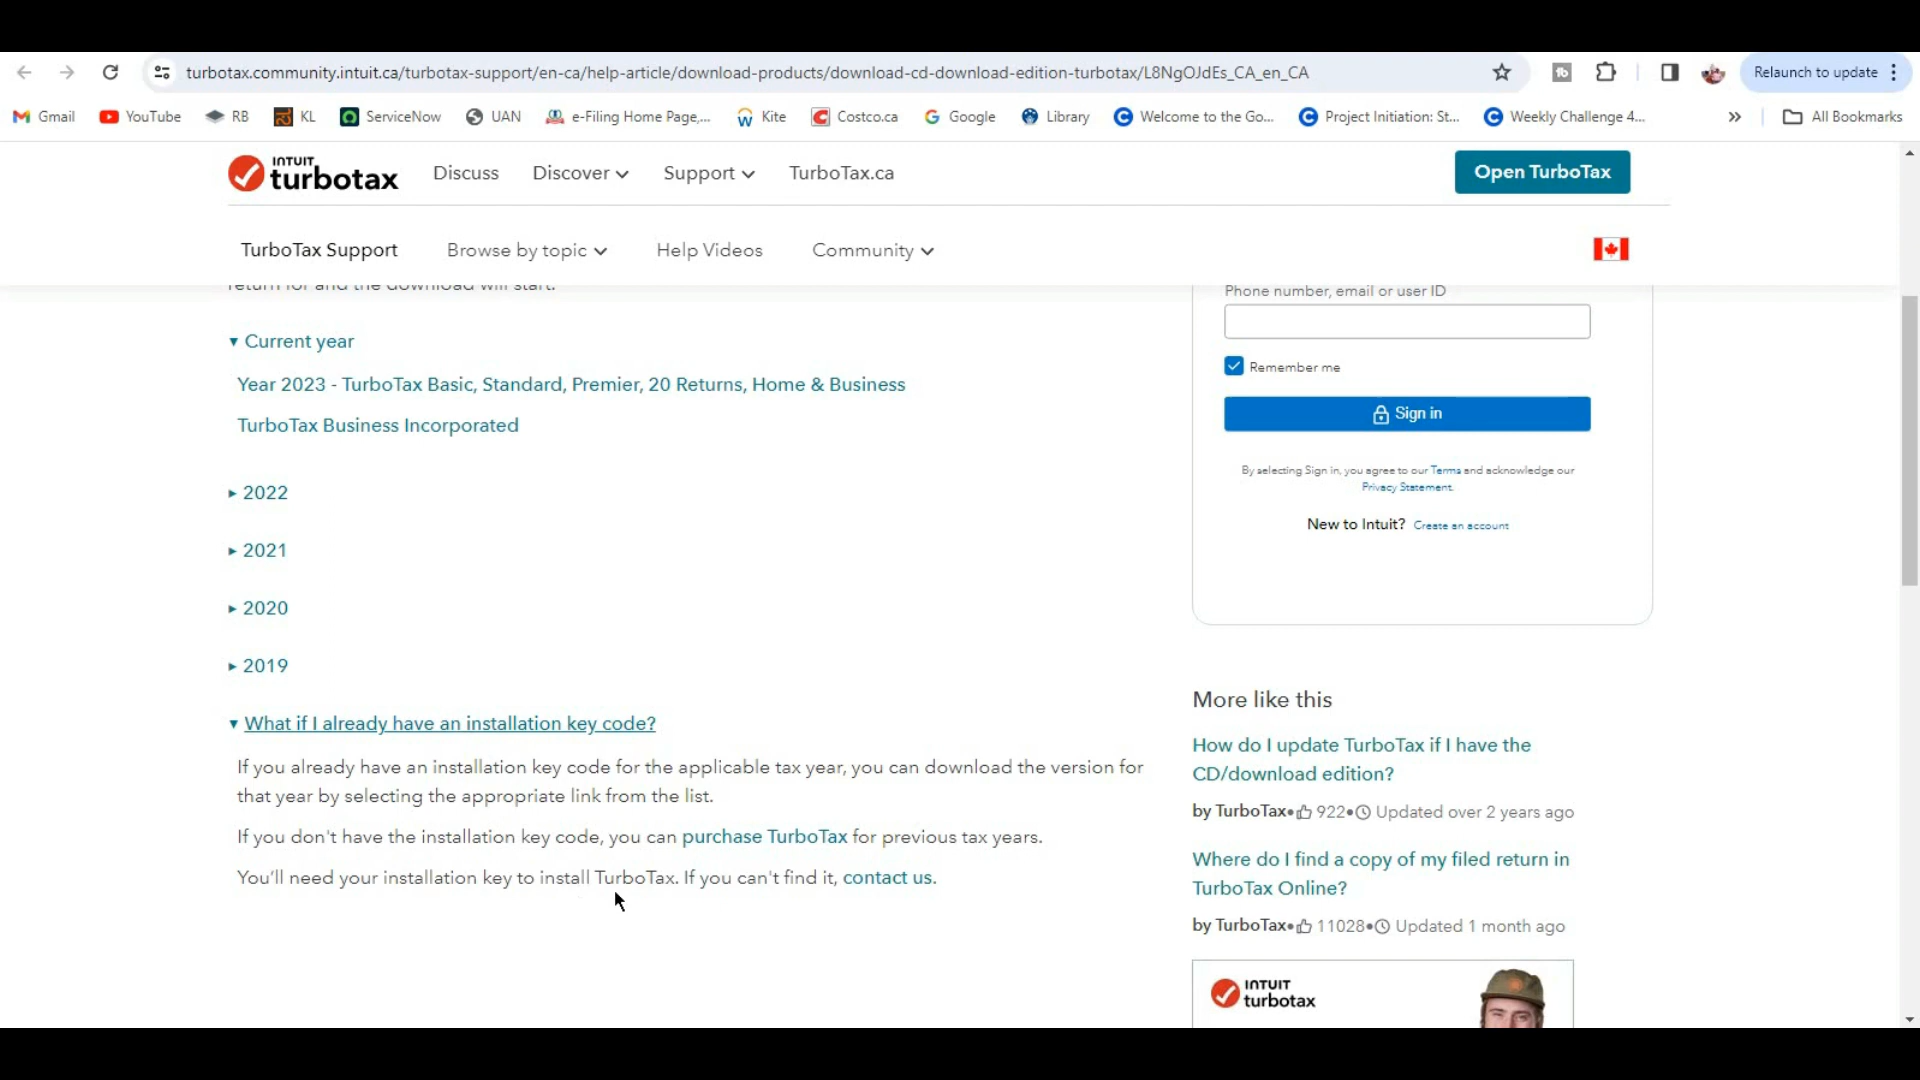 turbotax.community.intuit.ca/turbotax-support/en-ca/help-article/download-products/download-cd-download-edition-turbotax/L8NgOJdEs_CA_en_CA
Relaunch to update
Gmail YouTube RB KL ServiceNow UAN e-Filing Home Page,... Kite Costco.ca Google Library Welcome to the Go... Project Initiation: St... Weekly Challenge 4... » All Bookmarks
INTUIT
turbotax
Discuss Discover Support TurboTax.ca Open TurboTax
TurboTax Support Browse by topic Help Videos Community
return for and the download will start.
Current year
Year 2023 - TurboTax Basic, Standard, Premier, 20 Returns, Home & Business
TurboTax Business Incorporated
2022
2021
2020
2019
What if I already have an installation key code?
If you already have an installation key code for the applicable tax year, you can download the version for
that year by selecting the appropriate link from the list.
If you don't have the installation key code, you can purchase TurboTax for previous tax years.
You'll need your installation key to install TurboTax. If you can't find it, contact us.
Phone number, email or user ID
Remember me
Sign in
By selecting Sign in, you agree to our Terms and acknowledge our
Privacy Statement.
New to Intuit? Create an account
More like this
How do I update TurboTax if I have the
CD/download edition?
by TurboTax• 922• Updated over 2 years ago
Where do I find a copy of my filed return in
TurboTax Online?
by TurboTax• 11028• Updated 1 month ago
INTUIT
turbotax